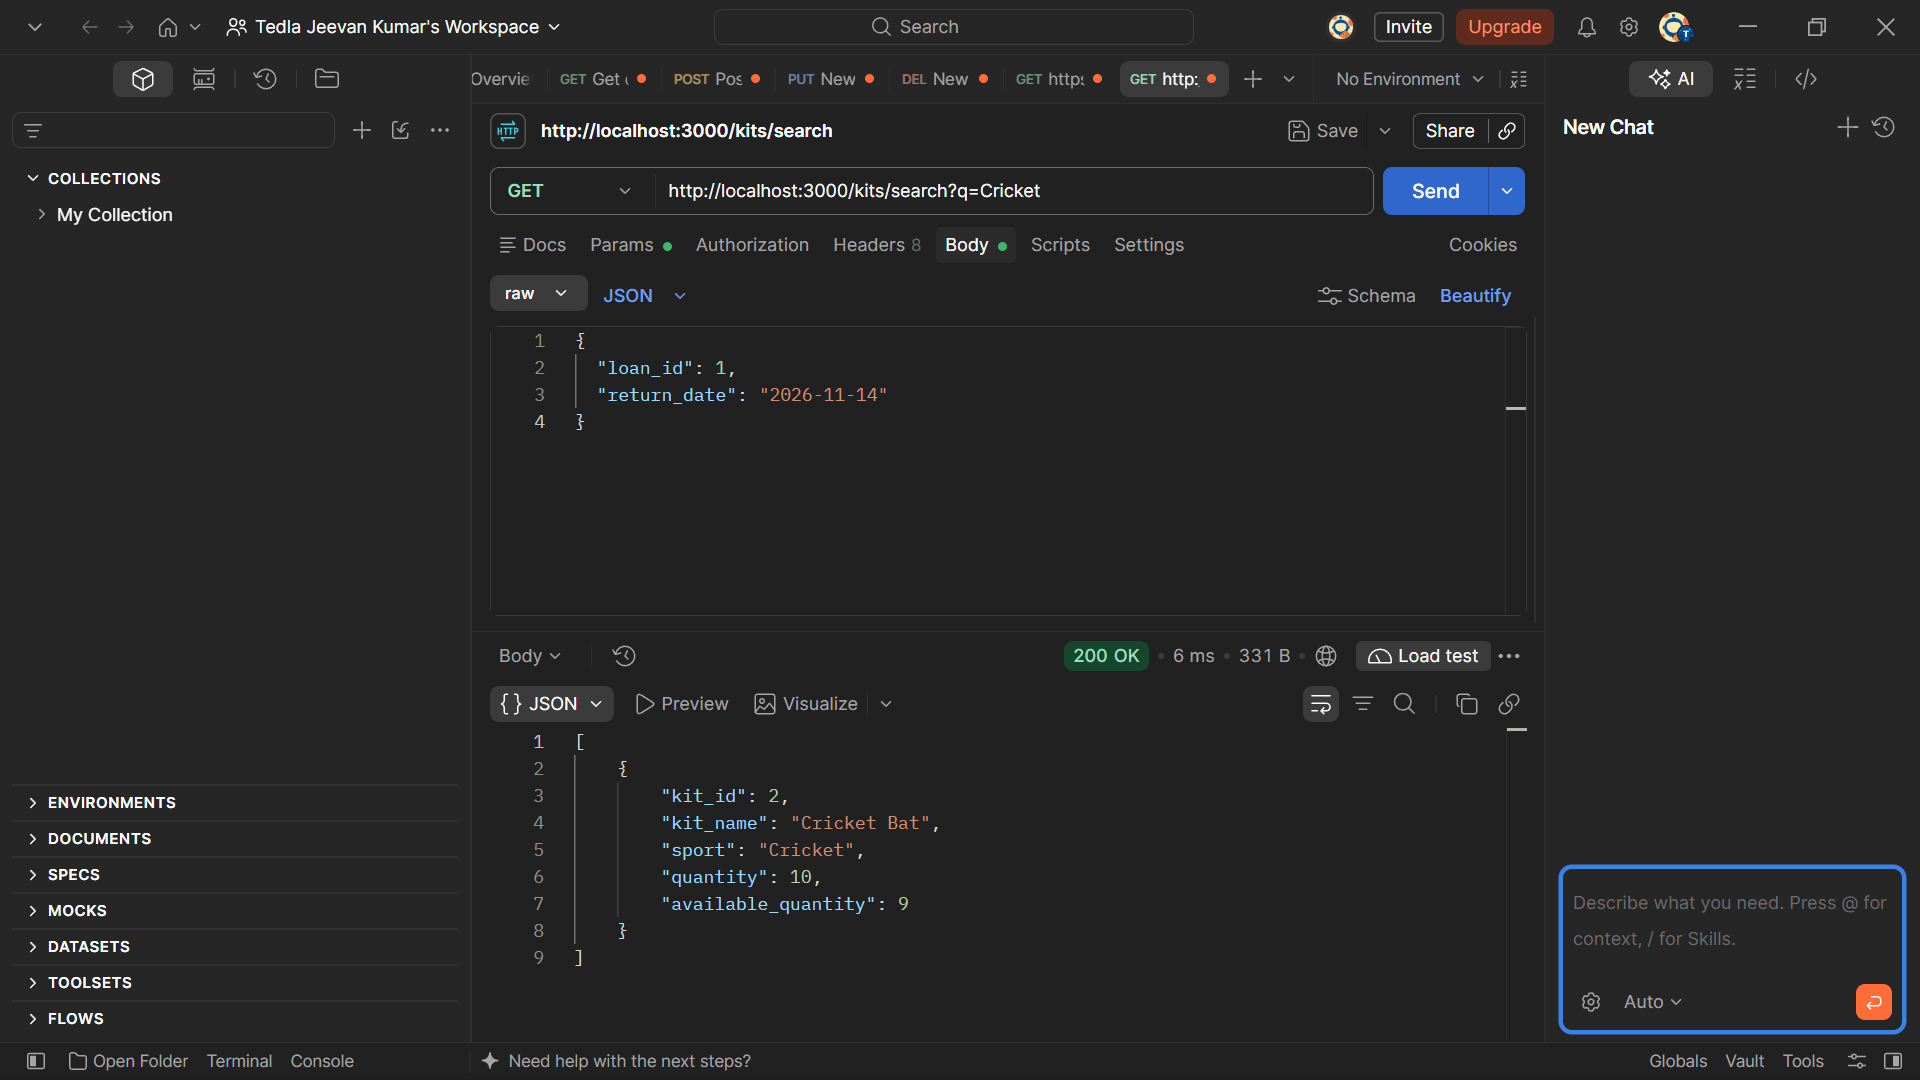 Tedla Jeevan Kumar's Workspace
Search
Invite
Upgrade
Overvie
GET Get
POST Pos
PUT New
DEL New
GET https
GET http:
No Environment
AI
COLLECTIONS
My Collection
ENVIRONMENTS
DOCUMENTS
SPECS
MOCKS
DATASETS
TOOLSETS
FLOWS
HTTP http://localhost:3000/kits/search
Save
Share
GET http://localhost:3000/kits/search?q=Cricket
Send
Docs Params Authorization Headers 8 Body Scripts Settings Cookies
raw JSON Schema Beautify
1 {
2 "loan_id": 1,
3 "return_date": "2026-11-14"
4 }
Body 200 OK • 6 ms • 331 B • Load test
{} JSON Preview Visualize
1 [
2 {
3 "kit_id": 2,
4 "kit_name": "Cricket Bat",
5 "sport": "Cricket",
6 "quantity": 10,
7 "available_quantity": 9
8 }
9 ]
New Chat
Describe what you need. Press @ for
context, / for Skills.
Auto
Open Folder Terminal Console
Need help with the next steps?
Globals Vault Tools